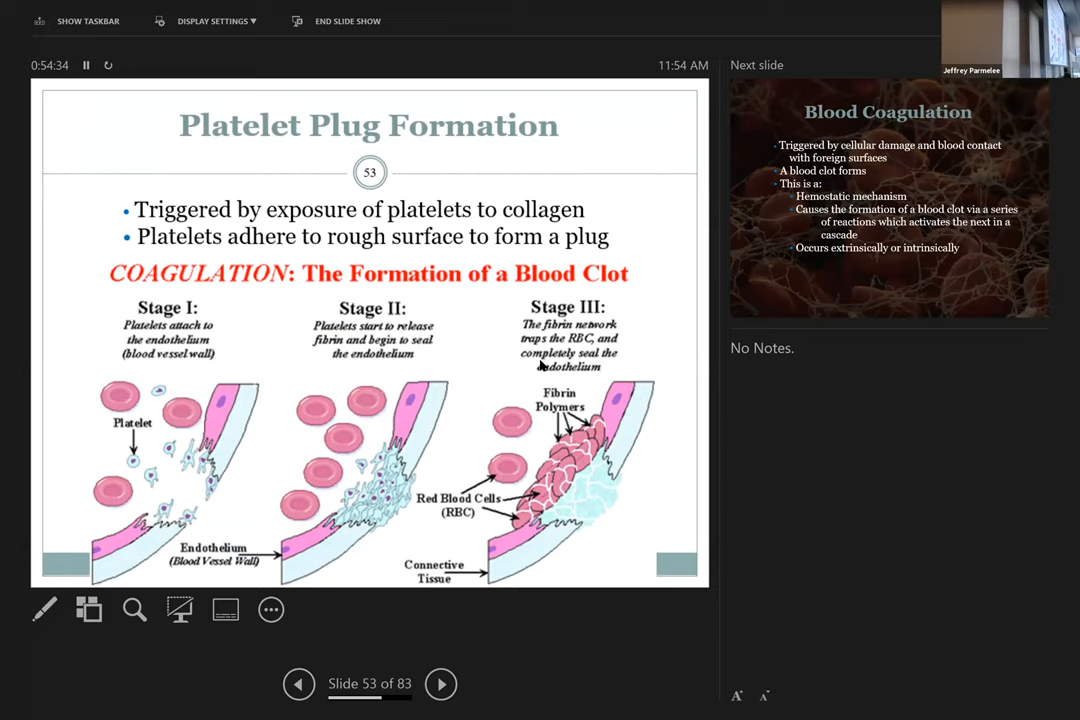 SHOW TASKBAR
DISPLAY SETTINGS ▼
END SLIDE SHOW
Jeffrey Parmelee
0:54:34
11:54 AM
Platelet Plug Formation
53
• Triggered by exposure of platelets to collagen
• Platelets adhere to rough surface to form a plug
COAGULATION: The Formation of a Blood Clot
Stage I:
Platelets attach to
the endothelium
(blood vessel wall)
Stage II:
Platelets start to release
fibrin and begin to seal
the endothelium
Stage III:
The fibrin network
traps the RBC, and
completely seal the
endothelium
Platelet
Fibrin
Polymers
Red Blood Cells
(RBC)
Endothelium
(Blood Vessel Wall)
Connective
Tissue
Next slide
Blood Coagulation
• Triggered by cellular damage and blood contact
with foreign surfaces
• A blood clot forms
• This is a:
• Hemostatic mechanism
• Causes the formation of a blood clot via a series
of reactions which activates the next in a
cascade
• Occurs extrinsically or intrinsically
No Notes.
Slide 53 of 83
A A